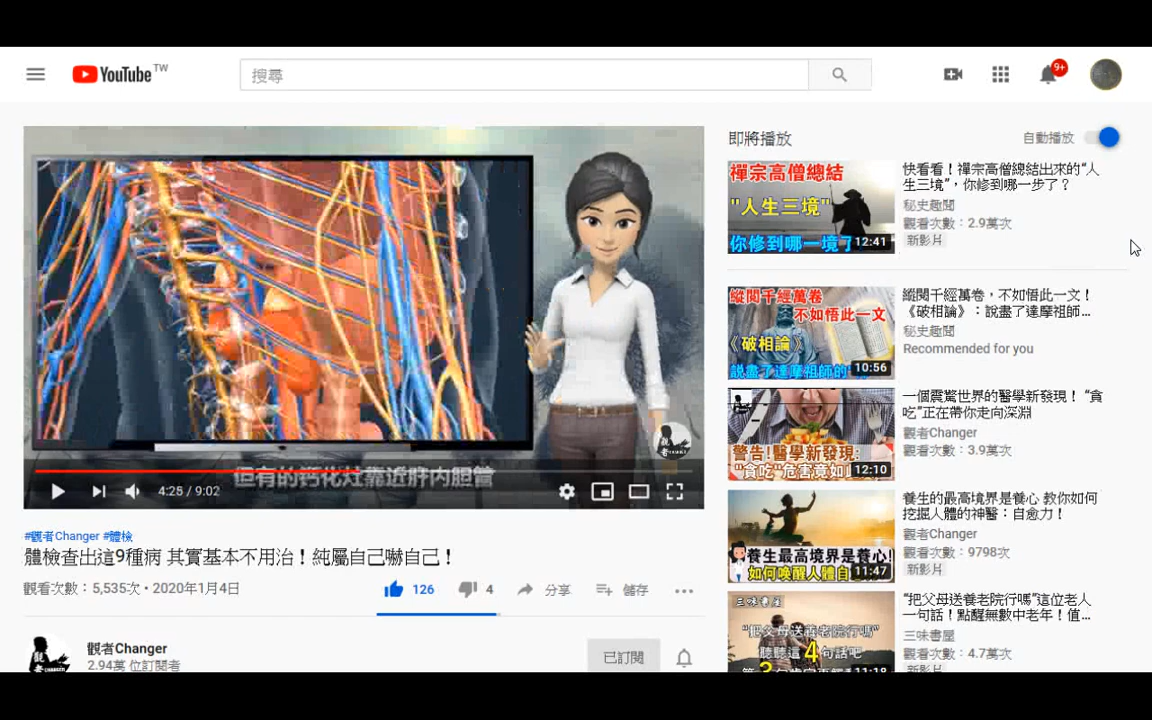 YouTube TW
搜尋
9+
但有的钙化灶靠近肝内胆管
4:25 / 9:02
#觀者Changer #體檢
體檢查出這9種病 其實基本不用治！純屬自己嚇自己！
觀看次數：5,535次 • 2020年1月4日
126
4
分享
儲存
觀者Changer
2.94萬 位訂閱者
已訂閱
即將播放
自動播放
禪宗高僧總結
"人生三境"
你修到哪一境了
12:41
快看看！禪宗高僧總結出來的“人
生三境”，你修到哪一步了？
秘史趣聞
觀看次數：2.9萬次
新影片
縱閱千經萬卷
不如悟此一文
《破相論》
說盡了達摩祖師的
10:56
縱閱千經萬卷，不如悟此一文！
《破相論》：說盡了達摩祖師...
秘史趣聞
Recommended for you
警告!醫學新發現:
"貪吃"危害竟如
12:10
一個震驚世界的醫學新發現！ “貪
吃”正在帶你走向深淵
觀者Changer
觀看次數：3.9萬次
養生最高境界是養心!
如何喚醒人體自
11:47
養生的最高境界是養心 教你如何
挖掘人體的神醫：自愈力！
觀者Changer
觀看次數：9798次
新影片
三味書屋
"把父母送養老院行嗎"
聽聽這4句話吧
11:18
“把父母送養老院行嗎”這位老人
一句話！點醒無數中老年！值...
三味書屋
觀看次數：4.7萬次
新影片